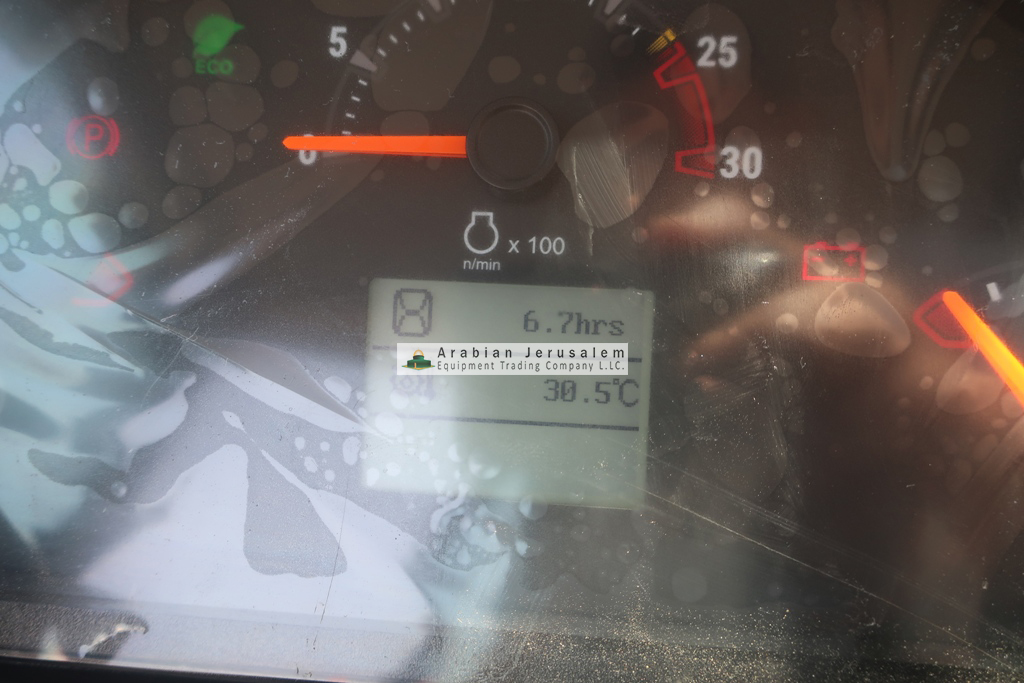 ECO
5
25
P
0
30
x 100
n/min
6.7hrs
Arabian Jerusalem
Equipment Trading Company L.L.C.
30.5°C